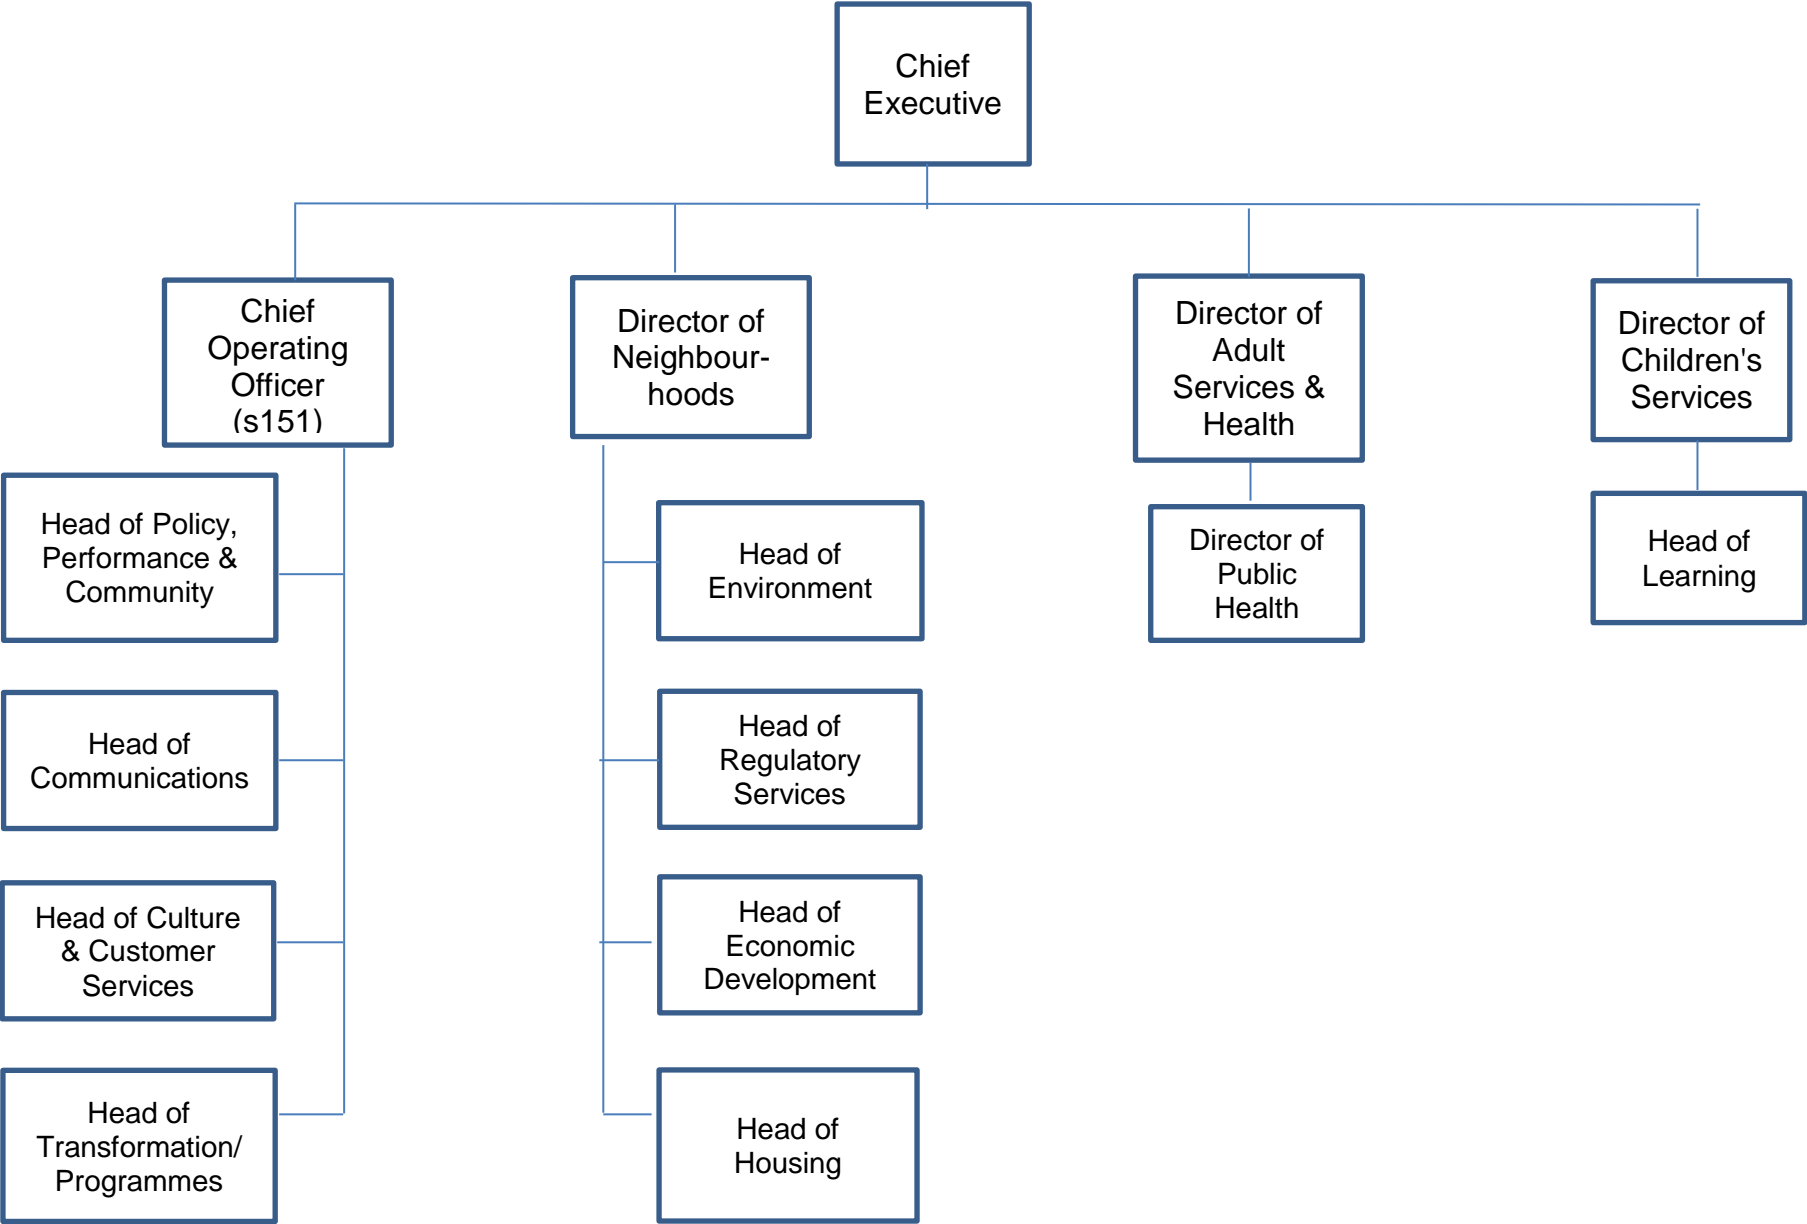 Chief
Executive
Chief
Operating
Officer
(s151)
Director of
Neighbour-
hoods
Director of
Adult
Services &
Health
Director of
Children's
Services
Head of Policy,
Performance &
Community
Head of
Environment
Director of
Public
Health
Head of
Learning
Head of
Communications
Head of
Regulatory
Services
Head of Culture
& Customer
Services
Head of
Economic
Development
Head of
Transformation/
Programmes
Head of
Housing